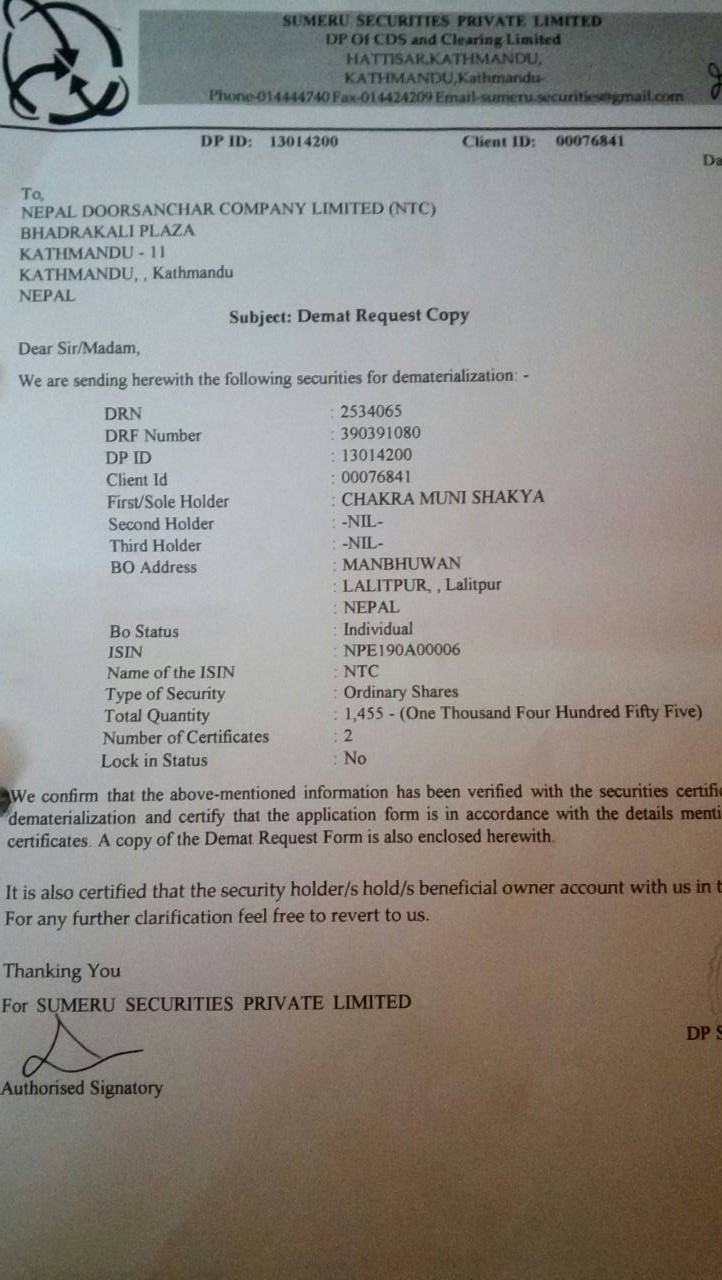 SUMERU SECURITIES PRIVATE LIMITED
DP Of CDS and Clearing Limited
HATTISAR,KATHMANDU,
KATHMANDU,Kathmandu-
Phone-014444740 Fax-014424209 Email-sumeru.securities@gmail.com
DP ID: 13014200 Client ID: 00076841
Da
To,
NEPAL DOORSANCHAR COMPANY LIMITED (NTC)
BHADRAKALI PLAZA
KATHMANDU - 11
KATHMANDU, , Kathmandu
NEPAL
Subject: Demat Request Copy
Dear Sir/Madam,
We are sending herewith the following securities for dematerialization: -
DRN : 2534065
DRF Number : 390391080
DP ID : 13014200
Client Id : 00076841
First/Sole Holder : CHAKRA MUNI SHAKYA
Second Holder : -NIL-
Third Holder : -NIL-
BO Address : MANBHUWAN
: LALITPUR, , Lalitpur
: NEPAL
Bo Status : Individual
ISIN : NPE190A00006
Name of the ISIN : NTC
Type of Security : Ordinary Shares
Total Quantity : 1,455 - (One Thousand Four Hundred Fifty Five)
Number of Certificates : 2
Lock in Status : No
We confirm that the above-mentioned information has been verified with the securities certific
dematerialization and certify that the application form is in accordance with the details menti
certificates. A copy of the Demat Request Form is also enclosed herewith.
It is also certified that the security holder/s hold/s beneficial owner account with us in t
For any further clarification feel free to revert to us.
Thanking You
For SUMERU SECURITIES PRIVATE LIMITED
DP S
Authorised Signatory